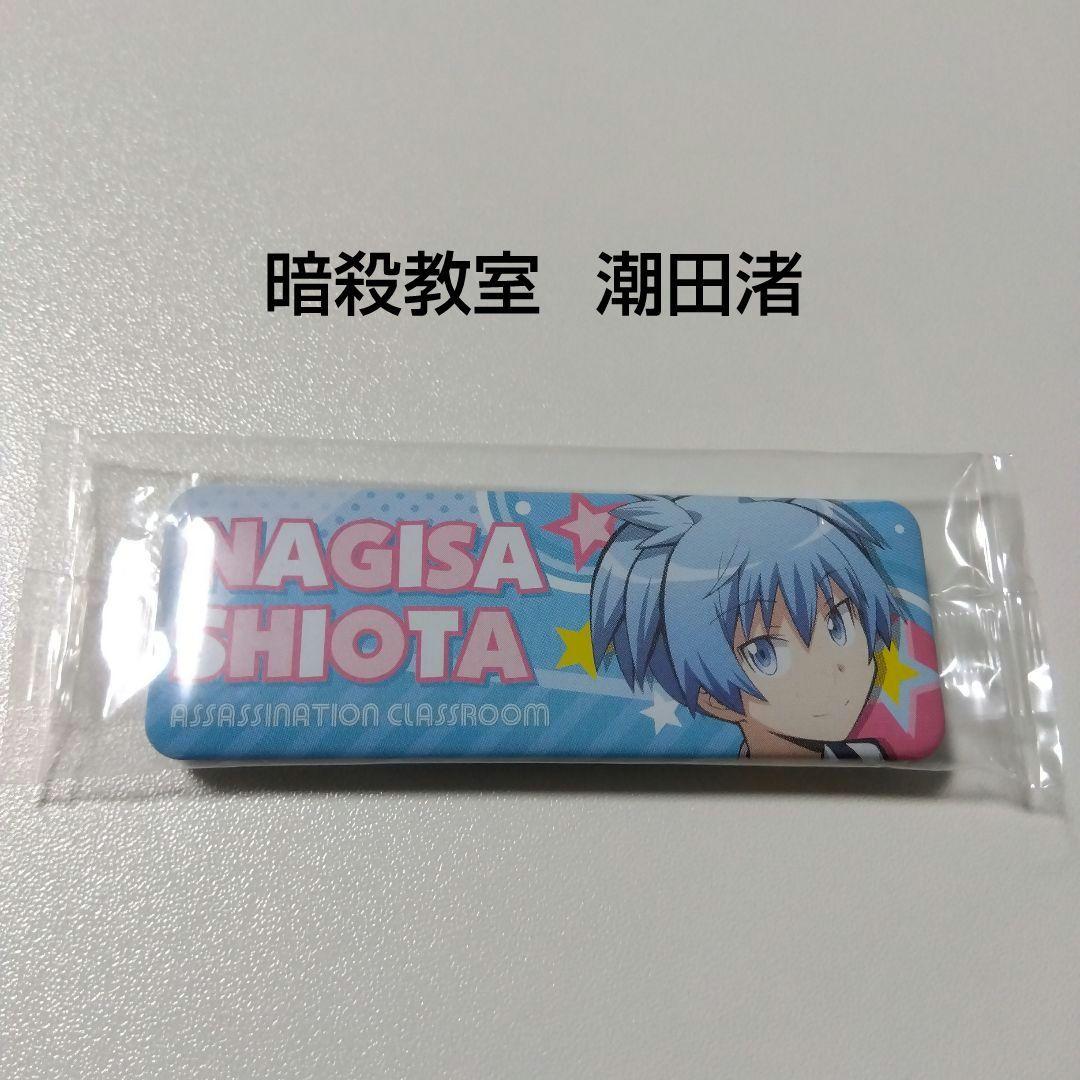 暗殺教室 潮田渚
NAGISA
SHIOTA
ASSASSINATION CLASSROOM